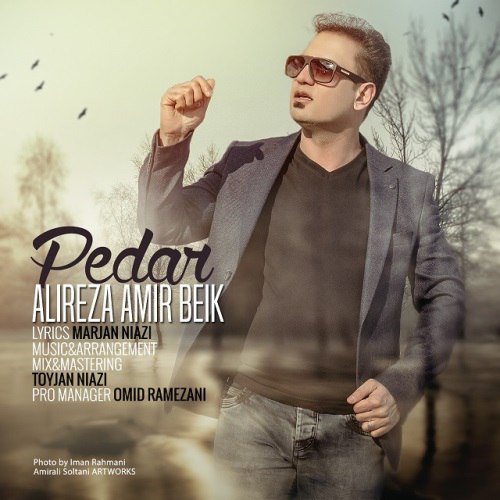 Pedar
ALIREZA AMIR BEIK
LYRICS MARJAN NIAZI
MUSIC&ARRANGEMENT
MIX&MASTERING
TOYJAN NIAZI
PRO MANAGER OMID RAMEZANI
Photo by Iman Rahmani
Amirali Soltani ARTWORKS